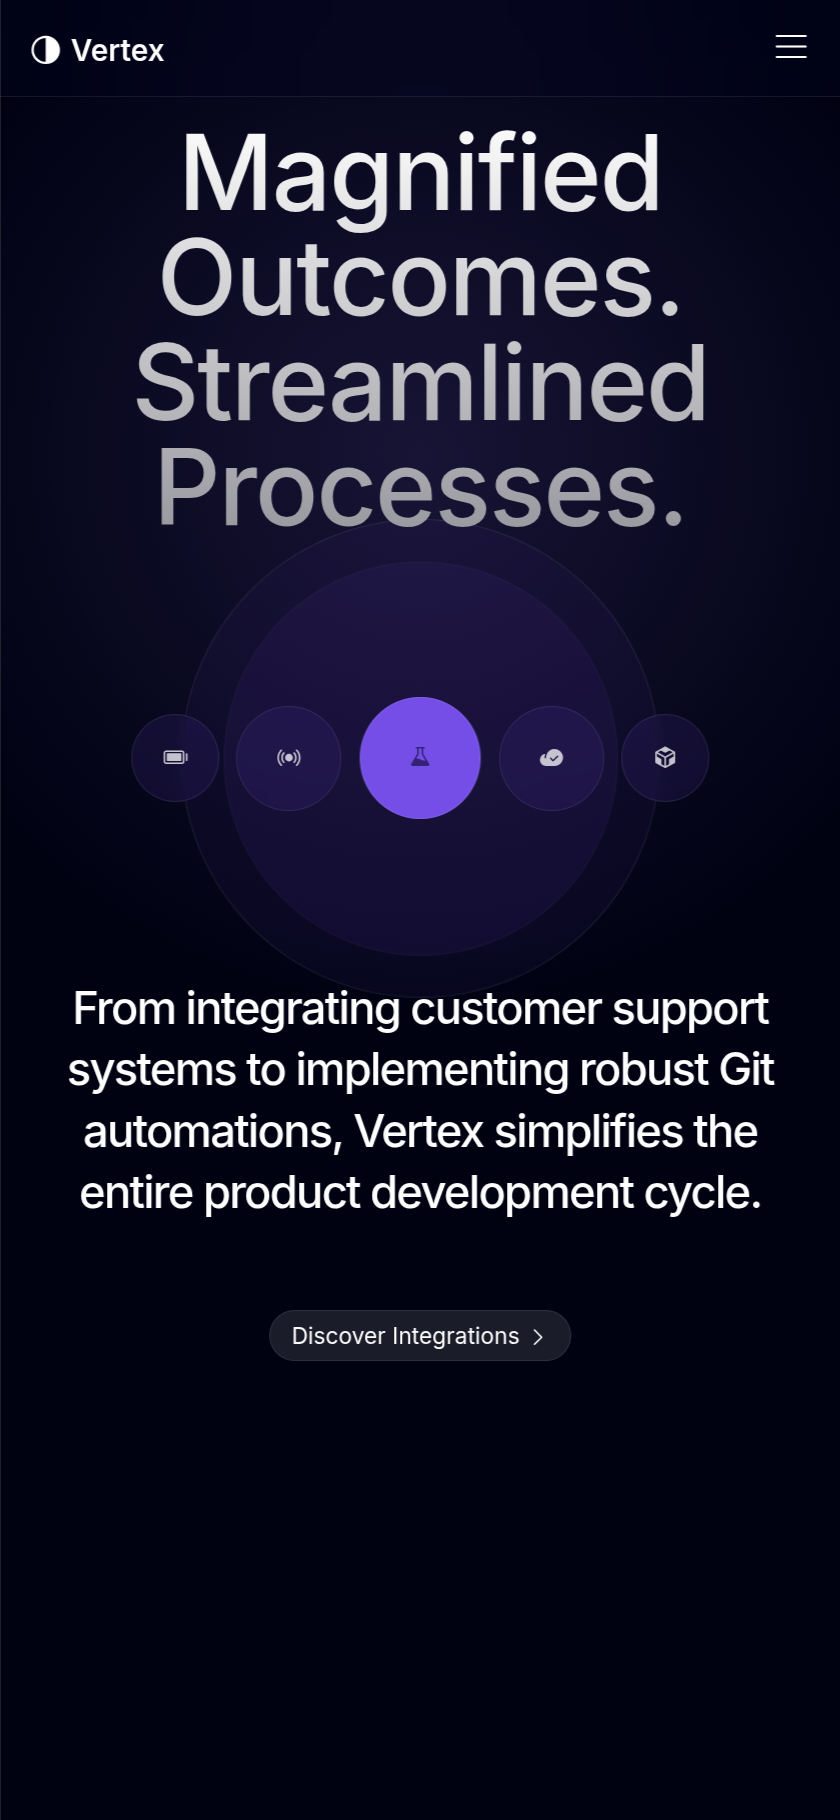 Vertex
Magnified
Outcomes.
Streamlined
Processes.
From integrating customer support
systems to implementing robust Git
automations, Vertex simplifies the
entire product development cycle.
Discover Integrations